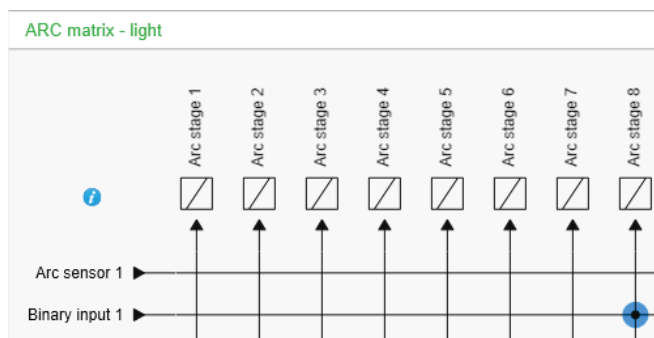 ARC matrix - light
Arc stage 1
Arc stage 2
Arc stage 3
Arc stage 4
Arc stage 5
Arc stage 6
Arc stage 7
Arc stage 8
i
Arc sensor 1
Binary input 1